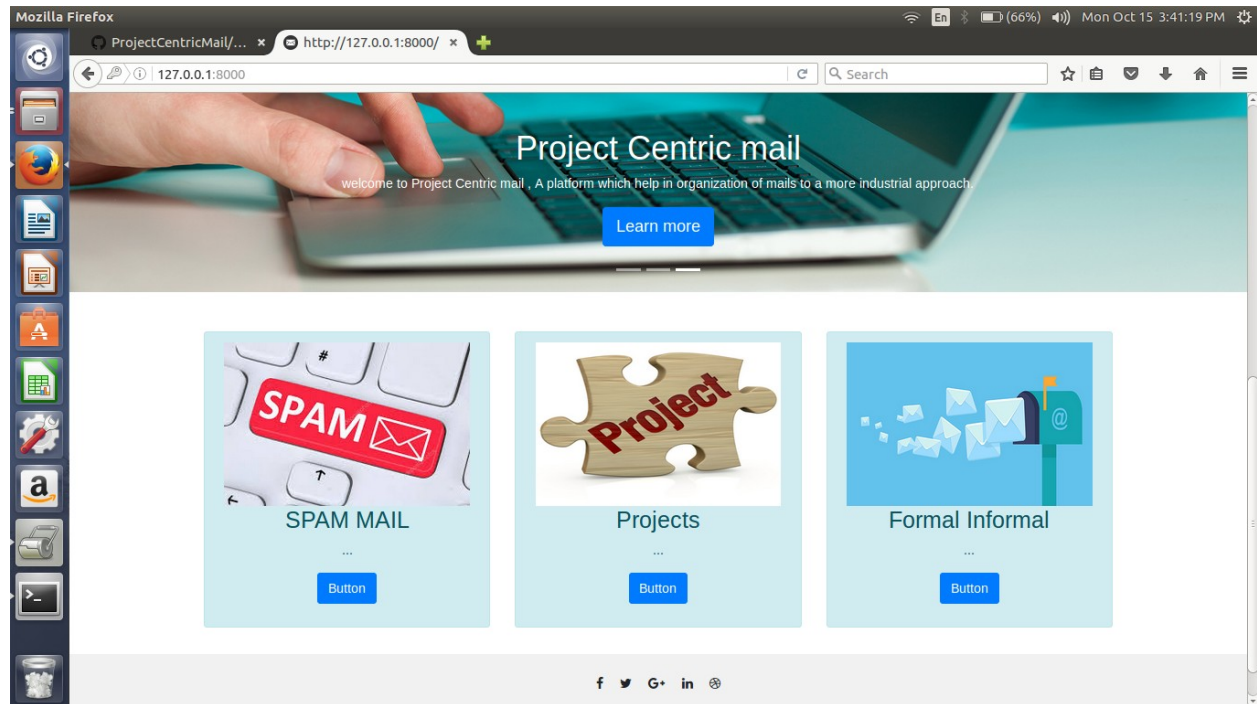 Mozilla Firefox
En
(66%)
Mon Oct 15 3:41:19 PM
ProjectCentricMail/...
http://127.0.0.1:8000/
127.0.0.1:8000
Search
Project Centric mail
welcome to Project Centric mail , A platform which help in organization of mails to a more industrial approach.
Learn more
#
SPAM
Project
@
SPAM MAIL
Projects
Formal Informal
...
...
...
Button
Button
Button
f
G+
in
a
>_